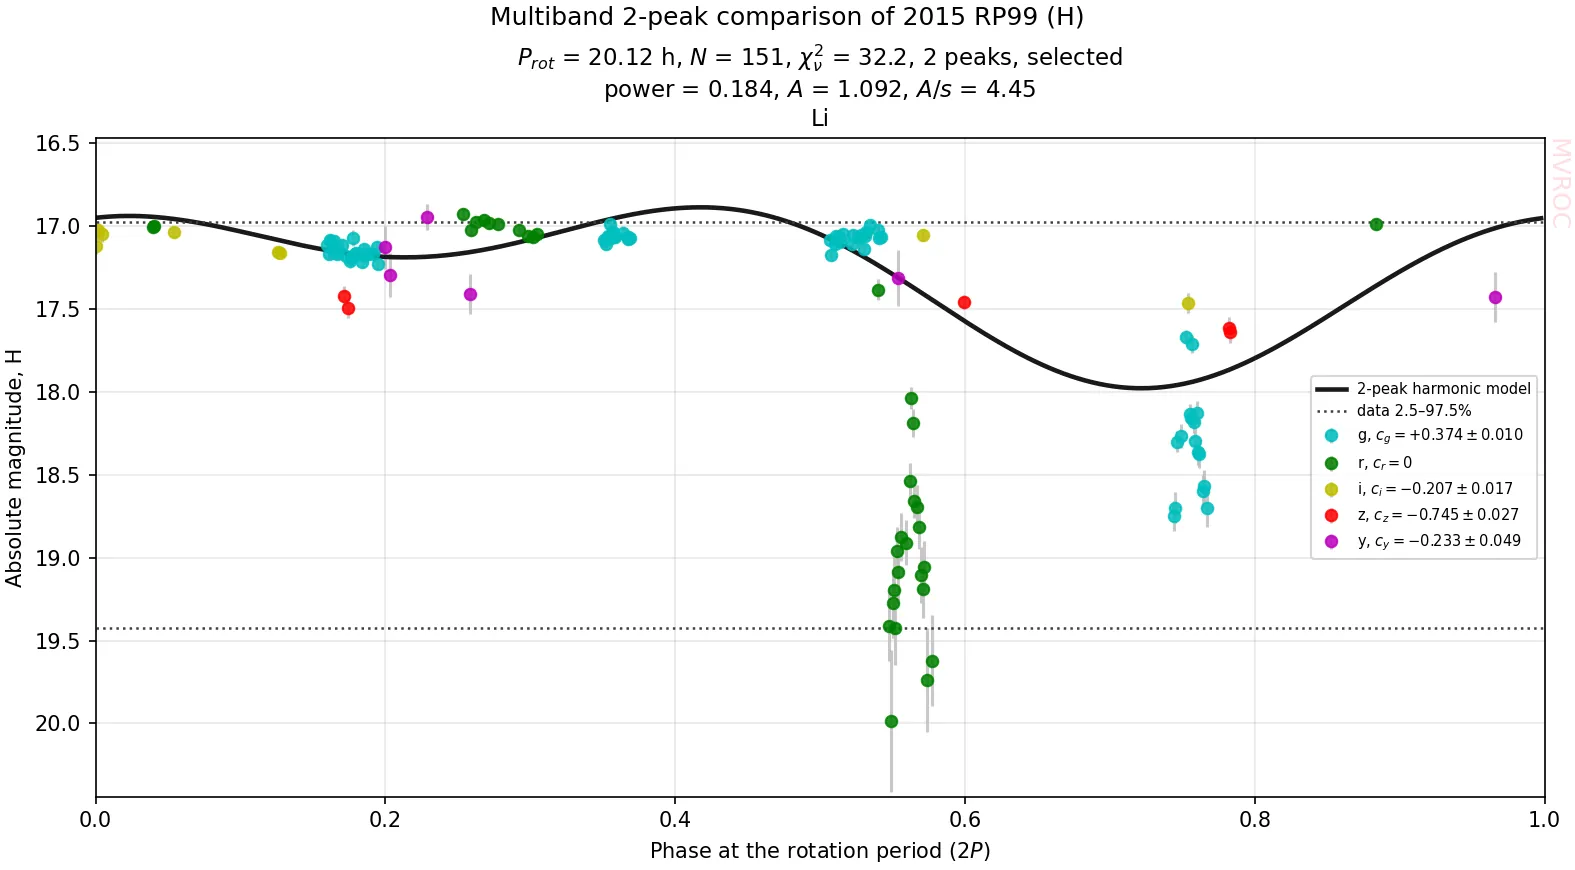 Multiband 2-peak comparison of 2015 RP99 (H)
P_rot = 20.12 h, N = 151, χ²_ν = 32.2, 2 peaks, selected
power = 0.184, A = 1.092, A/s = 4.45
Li
MVROC
Absolute magnitude, H
16.5
17.0
17.5
18.0
18.5
19.0
19.5
20.0
2-peak harmonic model
data 2.5–97.5%
g, c_g = +0.374 ± 0.010
r, c_r = 0
i, c_i = −0.207 ± 0.017
z, c_z = −0.745 ± 0.027
y, c_y = −0.233 ± 0.049
0.0 0.2 0.4 0.6 0.8 1.0
Phase at the rotation period (2P)